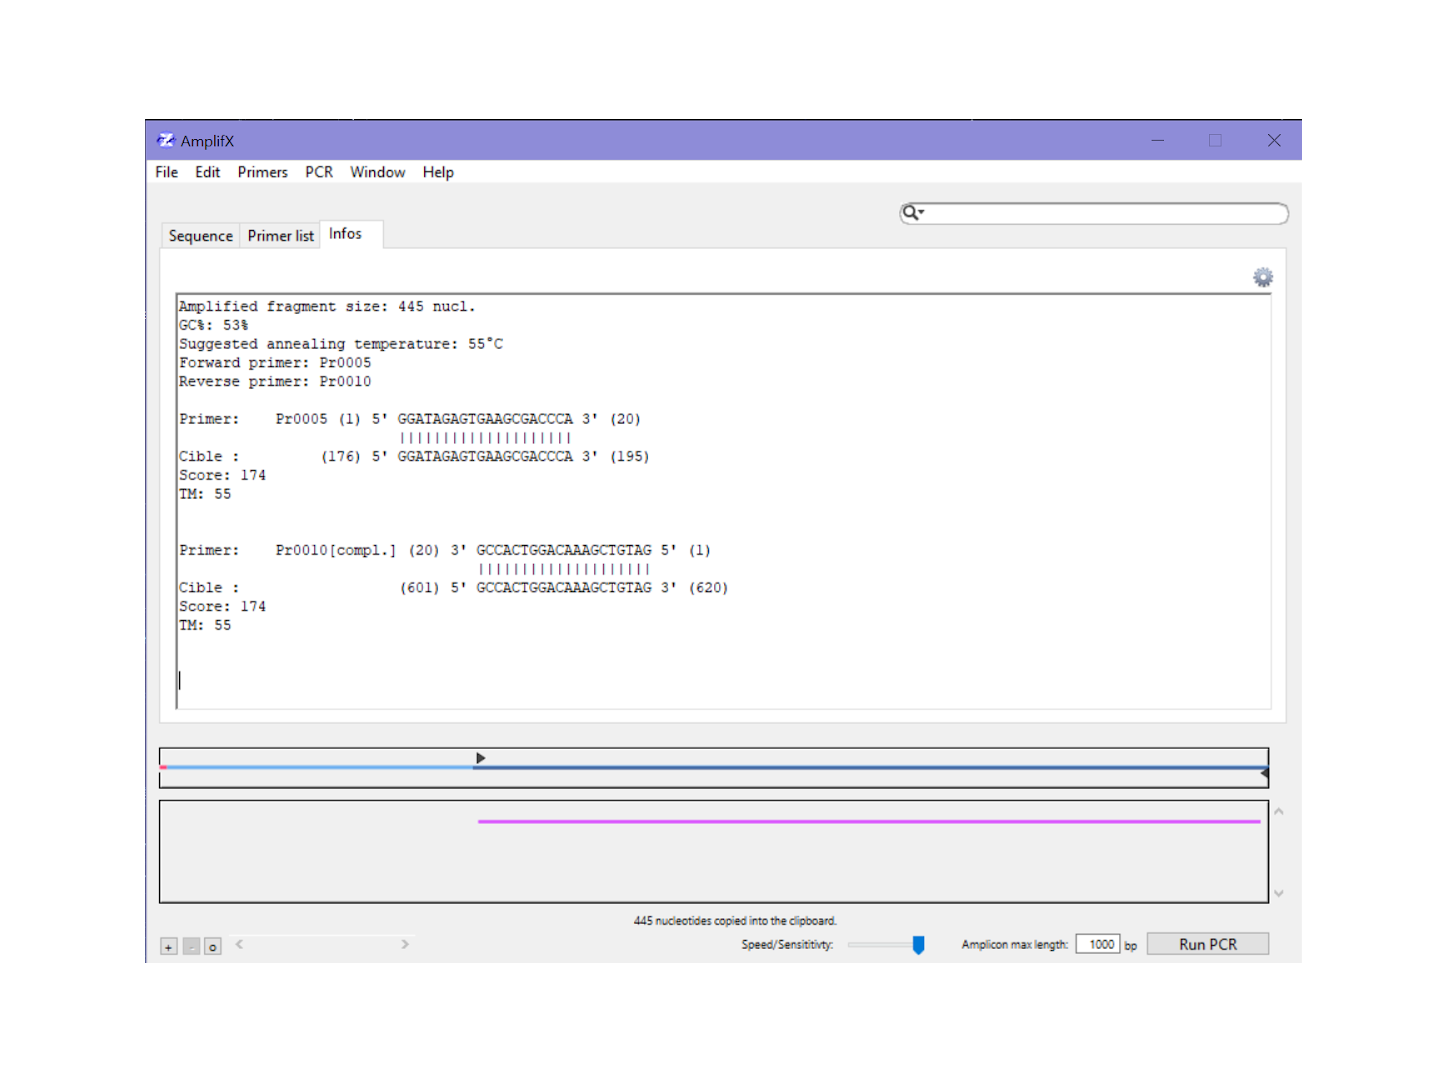 AmplifX
File Edit Primers PCR Window Help
Sequence Primer list Infos
Amplified fragment size: 445 nucl.
GC%: 53%
Suggested annealing temperature: 55°C
Forward primer: Pr0005
Reverse primer: Pr0010
Primer: Pr0005 (1) 5' GGATAGAGTGAAGCGACCCA 3' (20)
||||||||||||||||||||
Cible : (176) 5' GGATAGAGTGAAGCGACCCA 3' (195)
Score: 174
TM: 55
Primer: Pr0010[compl.] (20) 3' GCCACTGGACAAAGCTGTAG 5' (1)
||||||||||||||||||||
Cible : (601) 5' GCCACTGGACAAAGCTGTAG 3' (620)
Score: 174
TM: 55
445 nucleotides copied into the clipboard.
+ - o < > Speed/Sensititivty: Amplicon max length: 1000 bp Run PCR